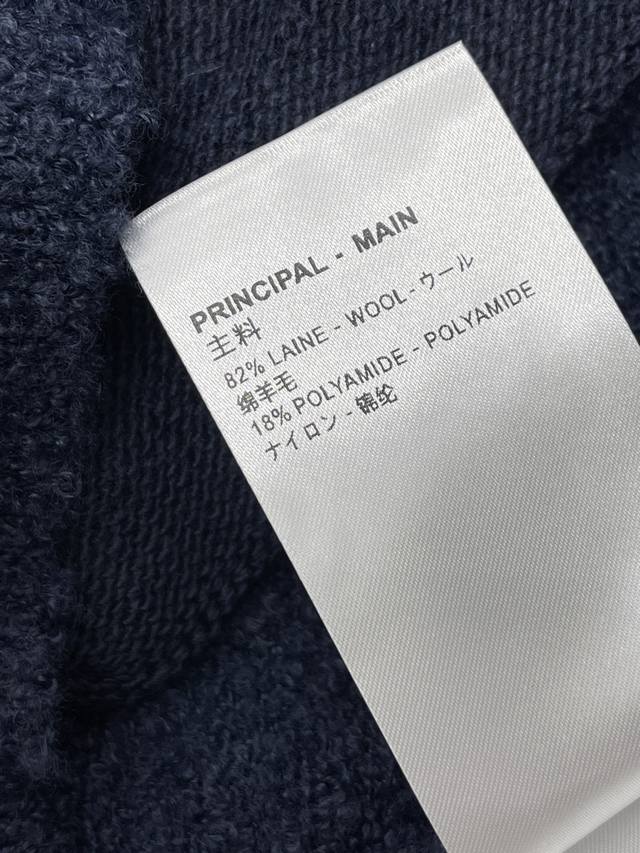 PRINCIPAL - MAIN
主料
82% LAINE - WOOL - ウール
绵羊毛
18% POLYAMIDE - POLYAMIDE
ナイロン - 锦纶